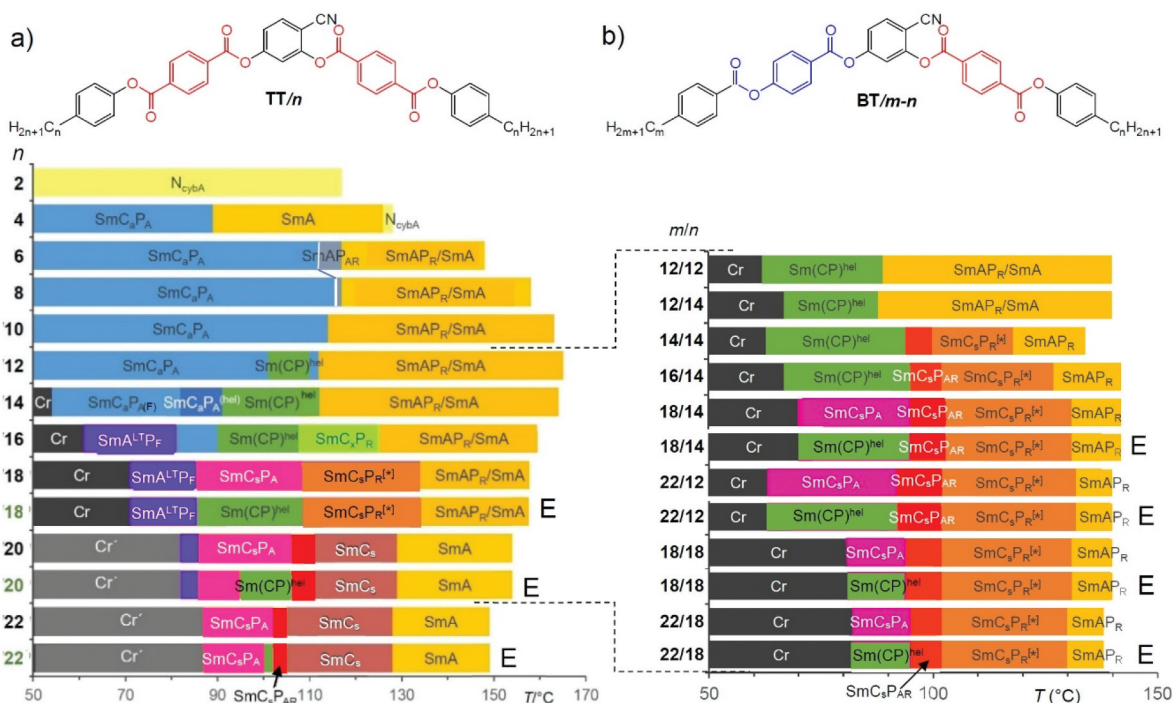 a)
CN
O O O O
O O O O
TT/n
H2n+1Cn CnH2n+1
b)
CN
O O O O
O O O O
BT/m-n
H2m+1Cm CnH2n+1
n
2 NcybA
4 SmCaPA SmA NcybA
6 SmCaPA SmAPAR SmAPR/SmA
8 SmCaPA SmAPR/SmA
'10 SmCaPA SmAPR/SmA
'12 SmCaPA Sm(CP)hel SmAPR/SmA
'14 Cr SmCaPA(F) SmCaPA(hel) Sm(CP)hel SmAPR/SmA
'16 Cr SmALTPF Sm(CP)hel SmCxPR SmAPR/SmA
'18 Cr SmALTPF SmCsPA SmCsPR[*] SmAPR/SmA
'18 Cr SmALTPF Sm(CP)hel SmCsPR[*] SmAPR/SmA E
20 Cr´ SmCsPA SmCs SmA
20 Cr´ Sm(CP)hel SmCs SmA E
22 Cr´ SmCsPA SmCs SmA
22 Cr´ SmCsPA SmCs SmA E
50 70 90 110 130 150 170
SmCsPAR
T/°C
m/n
12/12 Cr Sm(CP)hel SmAPR/SmA
12/14 Cr Sm(CP)hel SmAPR/SmA
14/14 Cr Sm(CP)hel SmCsPR[*] SmAPR
16/14 Cr Sm(CP)hel SmCsPAR SmCsPR[*] SmAPR
18/14 Cr SmCsPA SmCsPAR SmCsPR[*] SmAPR
18/14 Cr Sm(CP)hel SmCsPAR SmCsPR[*] SmAPR E
22/12 Cr SmCsPA SmCsPAR SmCsPR[*] SmAPR
22/12 Cr Sm(CP)hel SmCsPAR SmCsPR[*] SmAPR E
18/18 Cr SmCsPA SmCsPR[*] SmAPR
18/18 Cr Sm(CP)hel SmCsPR[*] SmAPR E
22/18 Cr SmCsPA SmCsPR[*] SmAPR
22/18 Cr Sm(CP)hel SmCsPR[*] SmAPR E
SmCsPAR
50 100 150
T (°C)